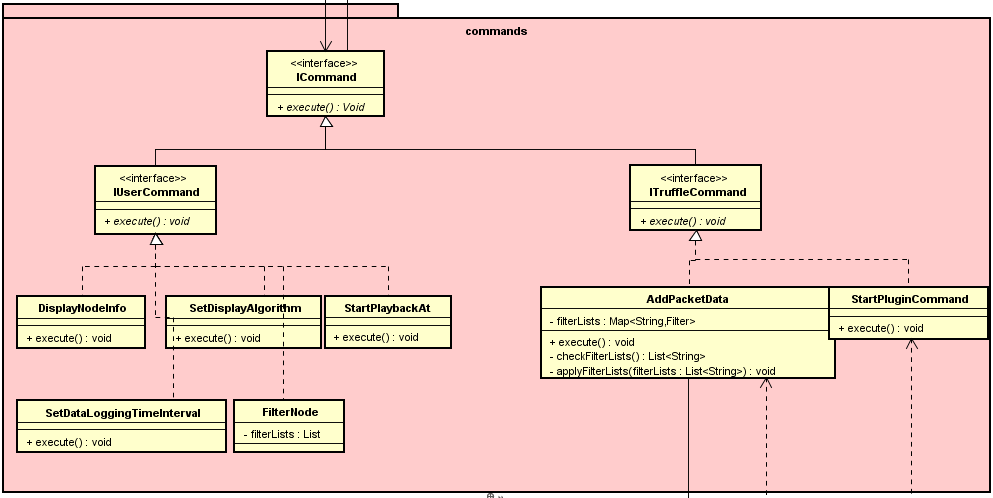 commands
<<interface>>
ICommand
+ execute() : Void
<<interface>>
IUserCommand
+ execute() : void
<<interface>>
ITruffleCommand
+ execute() : void
DisplayNodeInfo
+ execute() : void
SetDisplayAlgorithm
+ execute() : void
StartPlaybackAt
+ execute() : void
AddPacketData
- filterLists : Map<String,Filter>
+ execute() : void
- checkFilterLists() : List<String>
- applyFilterLists(filterLists : List<String>) : void
StartPluginCommand
+ execute() : void
SetDataLoggingTimeInterval
+ execute() : void
FilterNode
- filterLists : List